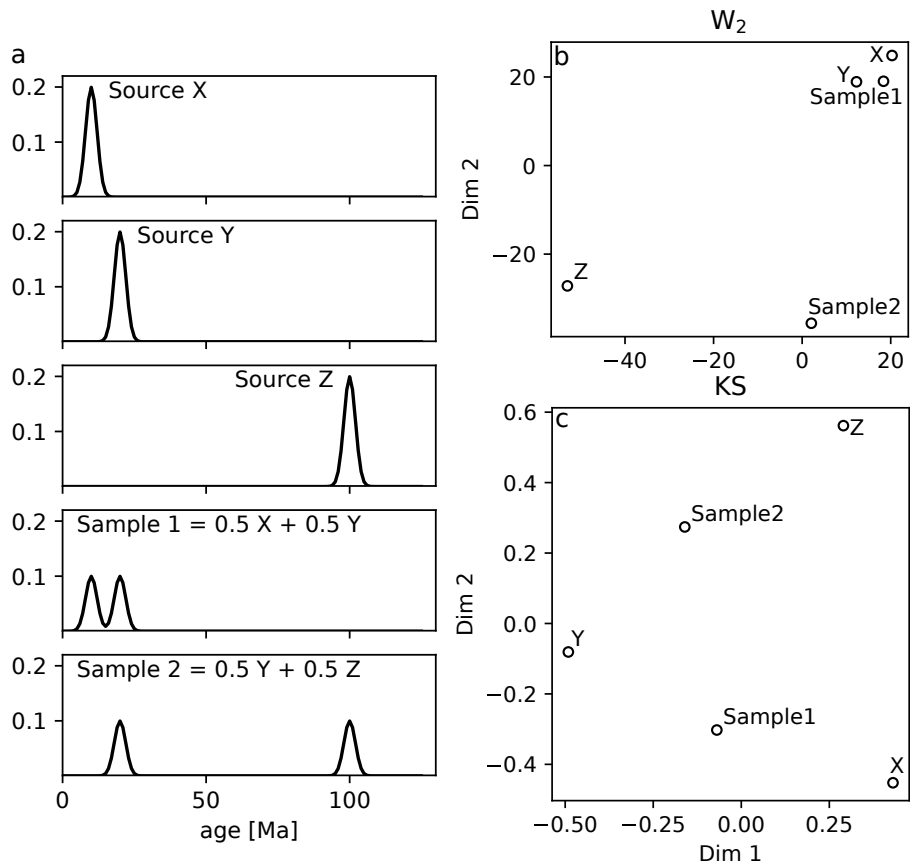 a
0.2
0.1
Source X
0.2
0.1
Source Y
0.2
0.1
Source Z
0.2
0.1
Sample 1 = 0.5 X + 0.5 Y
0.2
0.1
Sample 2 = 0.5 Y + 0.5 Z
0 50 100
age [Ma]
W₂
b
X
Y
Sample1
Z
Sample2
20
0
−20
Dim 2
−40 −20 0 20
KS
c
Z
Sample2
Y
Sample1
X
0.6
0.4
0.2
0.0
−0.2
−0.4
Dim 2
−0.50 −0.25 0.00 0.25
Dim 1